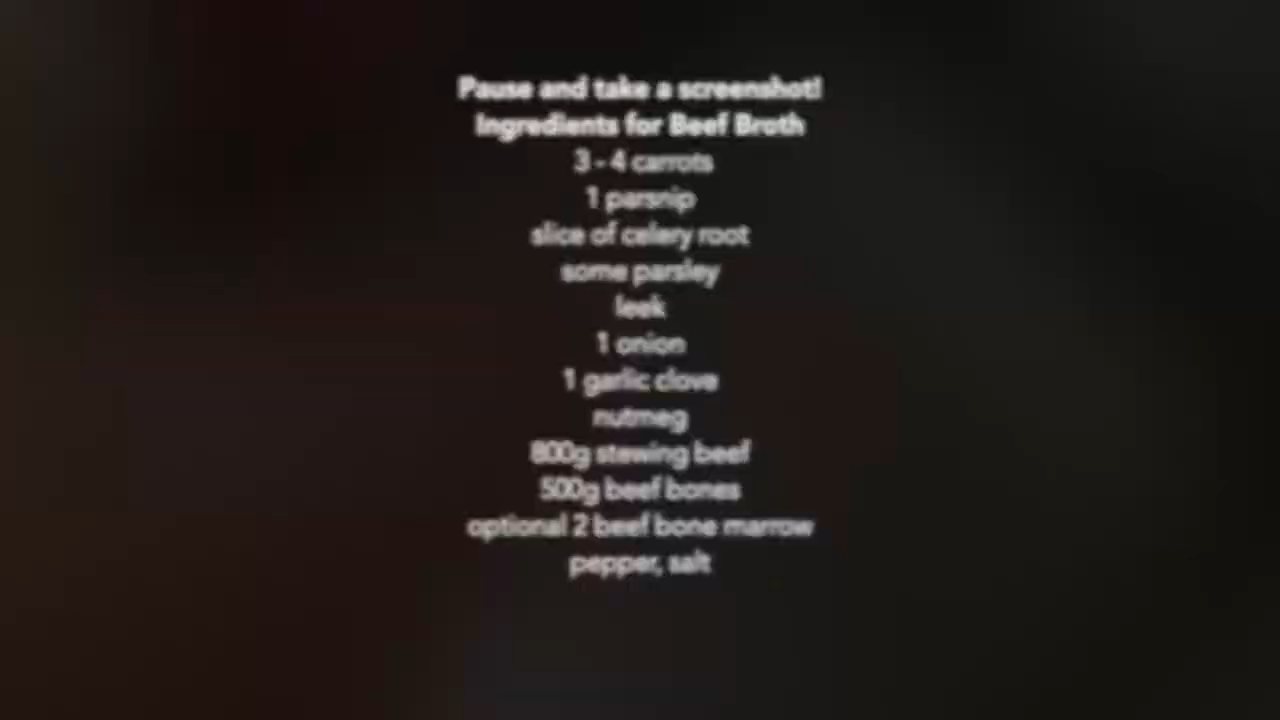 Pause and take a screenshot!
Ingredients for Beef Broth
3 - 4 carrots
1 parsnip
slice of celery root
some parsley
leek
1 onion
1 garlic clove
nutmeg
800g stewing beef
500g beef bones
optional 2 beef bone marrow
pepper, salt